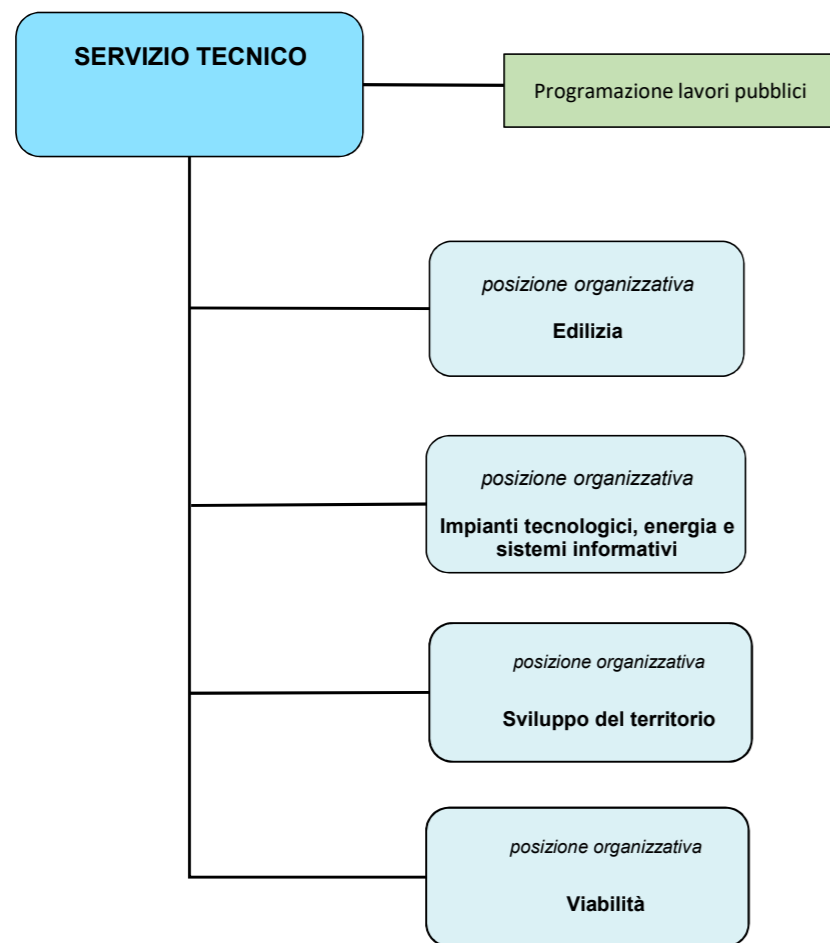 SERVIZIO TECNICO
Programazione lavori pubblici
posizione organizzativa
Edilizia
posizione organizzativa
Impianti tecnologici, energia e
sistemi informativi
posizione organizzativa
Sviluppo del territorio
posizione organizzativa
Viabilità